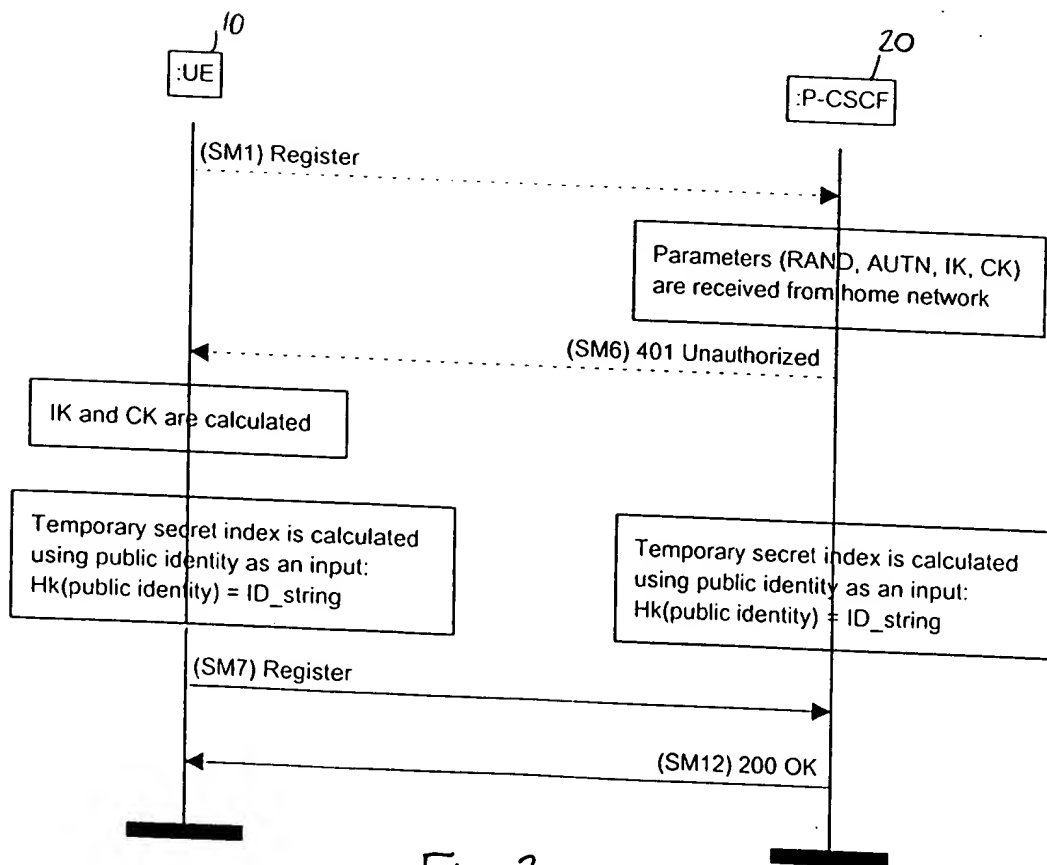 10
20
:UE
:P-CSCF
(SM1) Register
Parameters (RAND, AUTN, IK, CK)
are received from home network
(SM6) 401 Unauthorized
IK and CK are calculated
Temporary secret index is calculated
using public identity as an input:
Hk(public identity) = ID_string
Temporary secret index is calculated
using public identity as an input:
Hk(public identity) = ID_string
(SM7) Register
(SM12) 200 OK